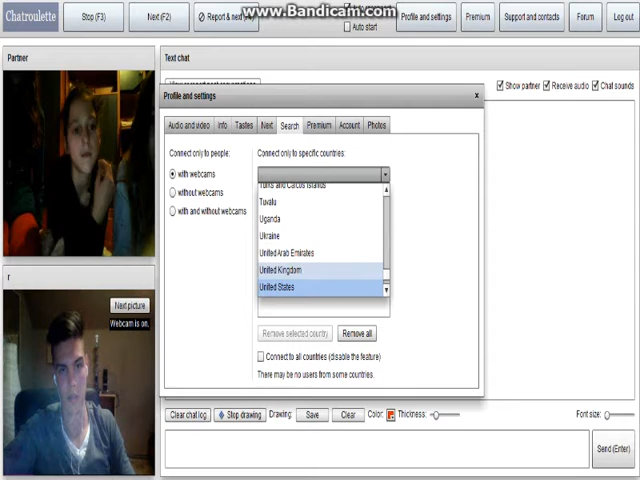 www.Bandicam.com
Chatroulette
Stop (F3)
Next (F2)
Report & next
Auto start
Profile and settings
Premium
Support and contacts
Forum
Log out
Partner
Text chat
Show partner
Receive audio
Chat sounds
Profile and settings
x
Audio and video
Info
Tastes
Next
Search
Premium
Account
Photos
Connect only to people:
with webcams
without webcams
with and without webcams
Connect only to specific countries:
Turks and Caicos Islands
Tuvalu
Uganda
Ukraine
United Arab Emirates
United Kingdom
United States
Remove selected country
Remove all
Connect to all countries (disable the feature)
There may be no users from some countries.
r
Next picture
Webcam is on.
Clear chat log
Stop drawing
Drawing:
Save
Clear
Color:
Thickness:
Font size:
Send (Enter)